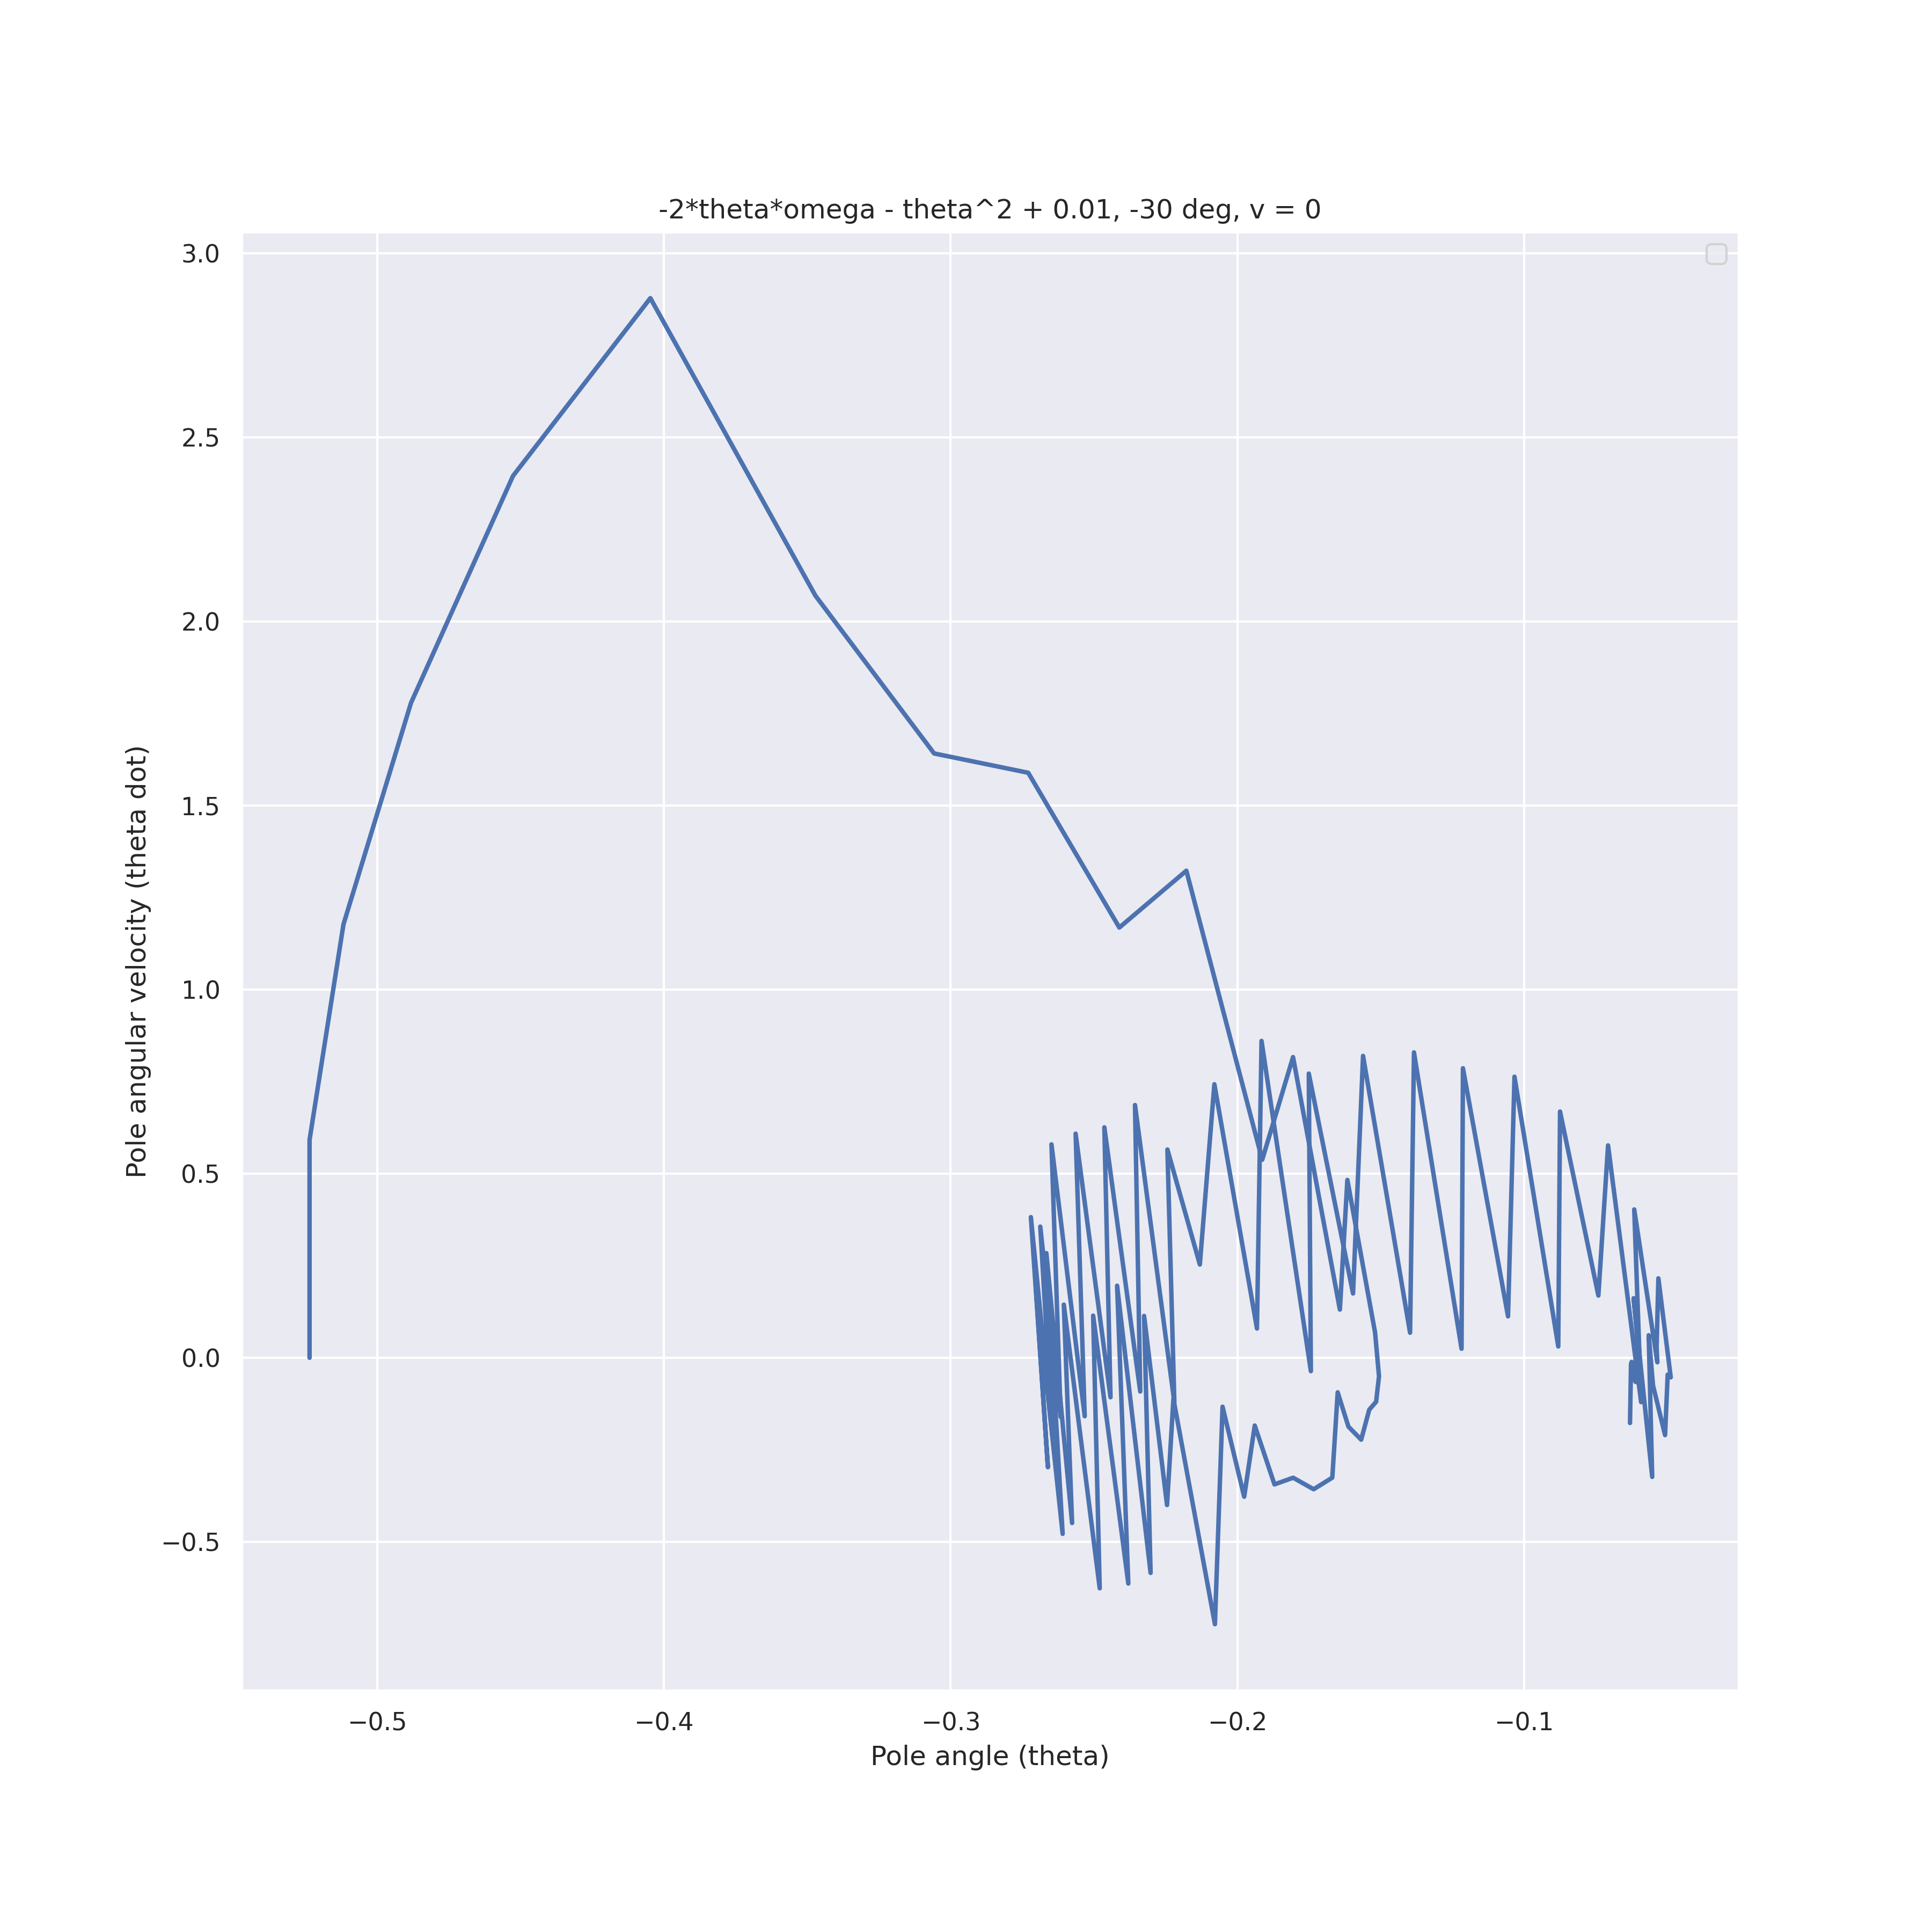 -2*theta*omega - theta^2 + 0.01, -30 deg, v = 0
3.0
2.5
2.0
1.5
1.0
0.5
0.0
−0.5
Pole angular velocity (theta dot)
−0.5 −0.4 −0.3 −0.2 −0.1
Pole angle (theta)